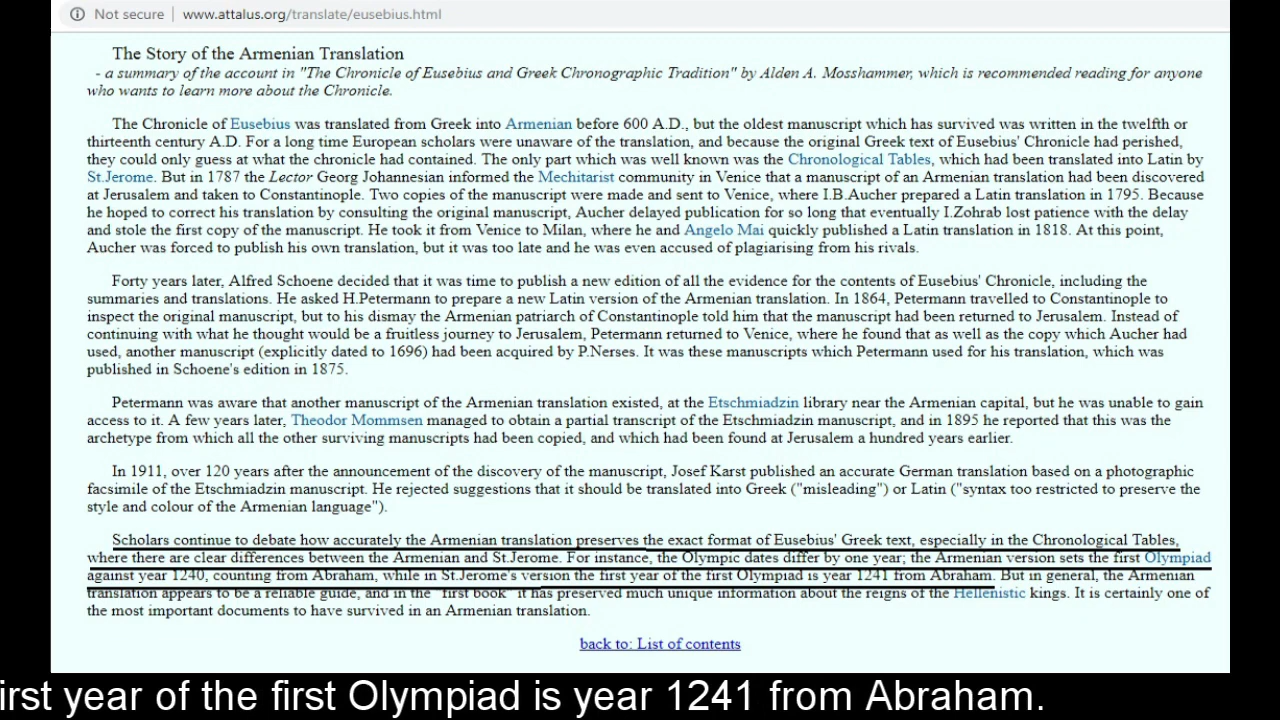 Not secure | www.attalus.org/translate/eusebius.html
The Story of the Armenian Translation
- a summary of the account in "The Chronicle of Eusebius and Greek Chronographic Tradition" by Alden A. Mosshammer, which is recommended reading for anyone
who wants to learn more about the Chronicle.
The Chronicle of Eusebius was translated from Greek into Armenian before 600 A.D., but the oldest manuscript which has survived was written in the twelfth or
thirteenth century A.D. For a long time European scholars were unaware of the translation, and because the original Greek text of Eusebius' Chronicle had perished,
they could only guess at what the chronicle had contained. The only part which was well known was the Chronological Tables, which had been translated into Latin by
St.Jerome. But in 1787 the Lector Georg Johannesian informed the Mechitarist community in Venice that a manuscript of an Armenian translation had been discovered
at Jerusalem and taken to Constantinople. Two copies of the manuscript were made and sent to Venice, where I.B.Aucher prepared a Latin translation in 1795. Because
he hoped to correct his translation by consulting the original manuscript, Aucher delayed publication for so long that eventually I.Zohrab lost patience with the delay
and stole the first copy of the manuscript. He took it from Venice to Milan, where he and Angelo Mai quickly published a Latin translation in 1818. At this point,
Aucher was forced to publish his own translation, but it was too late and he was even accused of plagiarising from his rivals.
Forty years later, Alfred Schoene decided that it was time to publish a new edition of all the evidence for the contents of Eusebius' Chronicle, including the
summaries and translations. He asked H.Petermann to prepare a new Latin version of the Armenian translation. In 1864, Petermann travelled to Constantinople to
inspect the original manuscript, but to his dismay the Armenian patriarch of Constantinople told him that the manuscript had been returned to Jerusalem. Instead of
continuing with what he thought would be a fruitless journey to Jerusalem, Petermann returned to Venice, where he found that as well as the copy which Aucher had
used, another manuscript (explicitly dated to 1696) had been acquired by P.Nerses. It was these manuscripts which Petermann used for his translation, which was
published in Schoene's edition in 1875.
Petermann was aware that another manuscript of the Armenian translation existed, at the Etschmiadzin library near the Armenian capital, but he was unable to gain
access to it. A few years later, Theodor Mommsen managed to obtain a partial transcript of the Etschmiadzin manuscript, and in 1895 he reported that this was the
archetype from which all the other surviving manuscripts had been copied, and which had been found at Jerusalem a hundred years earlier.
In 1911, over 120 years after the announcement of the discovery of the manuscript, Josef Karst published an accurate German translation based on a photographic
facsimile of the Etschmiadzin manuscript. He rejected suggestions that it should be translated into Greek ("misleading") or Latin ("syntax too restricted to preserve the
style and colour of the Armenian language").
Scholars continue to debate how accurately the Armenian translation preserves the exact format of Eusebius' Greek text, especially in the Chronological Tables,
where there are clear differences between the Armenian and St.Jerome. For instance, the Olympic dates differ by one year; the Armenian version sets the first Olympiad
against year 1240, counting from Abraham, while in St.Jerome's version the first year of the first Olympiad is year 1241 from Abraham. But in general, the Armenian
translation appears to be a reliable guide, and in the "first book" it has preserved much unique information about the reigns of the Hellenistic kings. It is certainly one of
the most important documents to have survived in an Armenian translation.
back to: List of contents
irst year of the first Olympiad is year 1241 from Abraham.